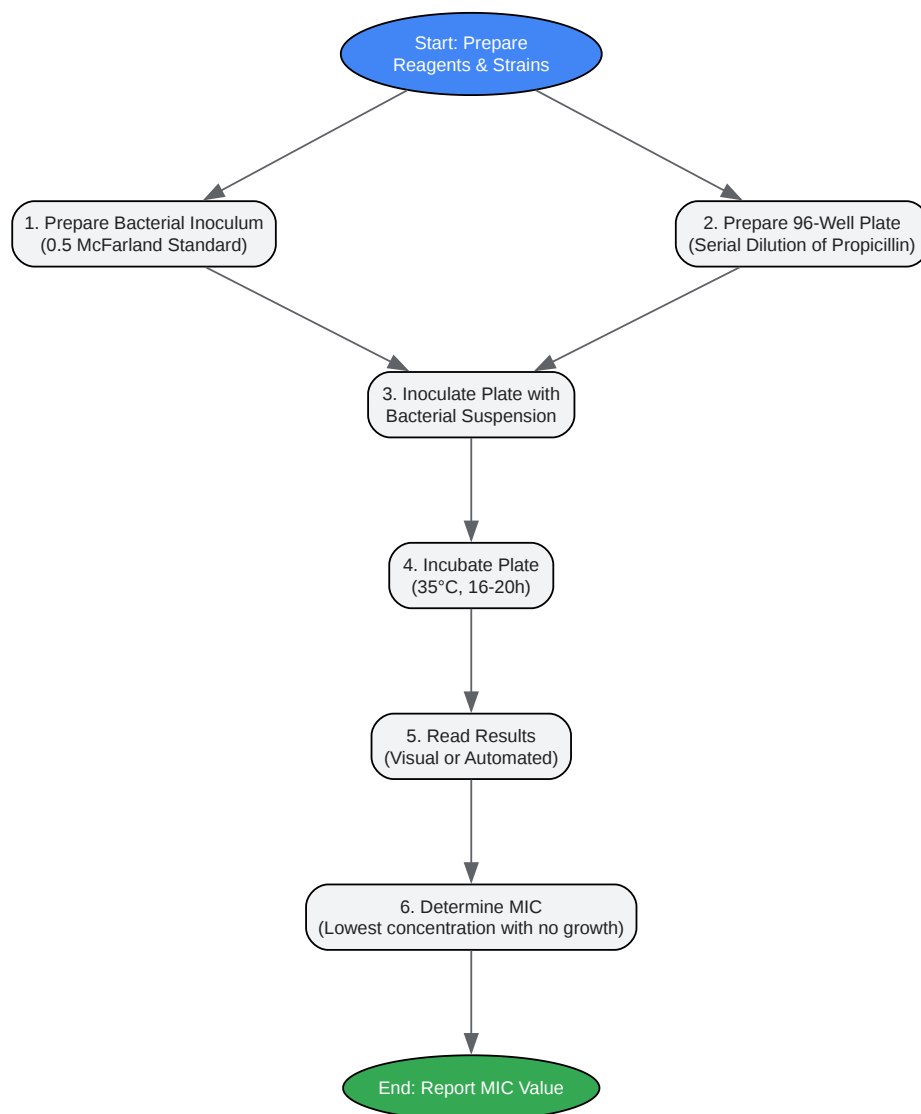 Start: Prepare
Reagents & Strains
1. Prepare Bacterial Inoculum
(0.5 McFarland Standard)
2. Prepare 96-Well Plate
(Serial Dilution of Propicillin)
3. Inoculate Plate with
Bacterial Suspension
4. Incubate Plate
(35°C, 16-20h)
5. Read Results
(Visual or Automated)
6. Determine MIC
(Lowest concentration with no growth)
End: Report MIC Value